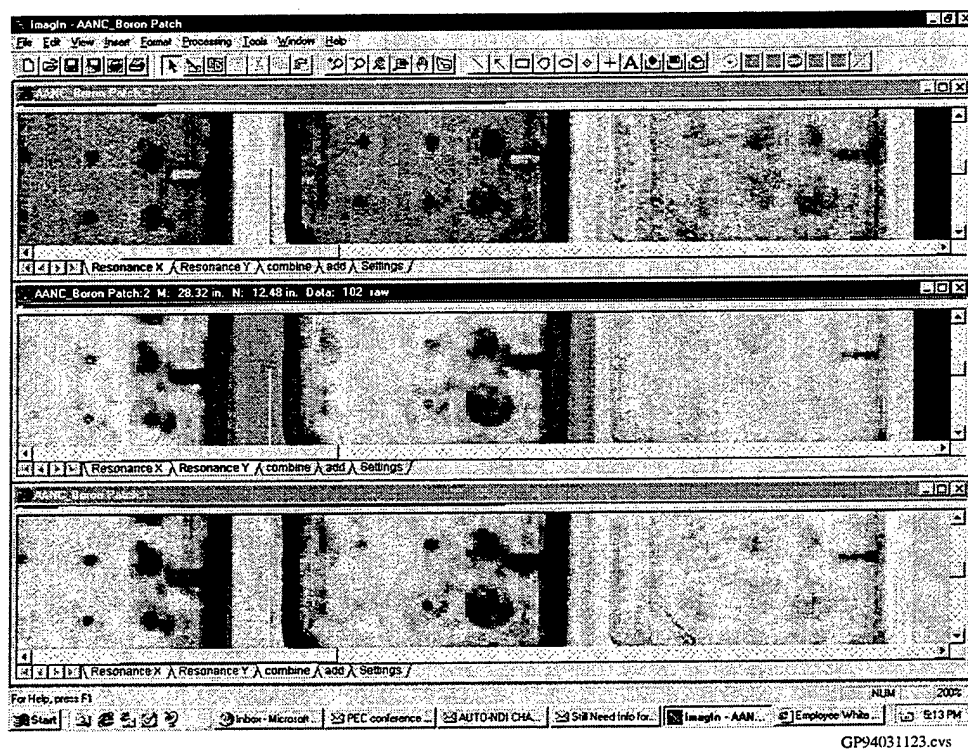 ImagIn - AANC_Boron Patch
File Edit View Insert Format Processing Tools Window Help
AANC_Boron Patch:3
Resonance X Resonance Y combine add Settings
AANC_Boron Patch:2 M: 28.32 in. N: 12.48 in. Data: 102 raw
Resonance X Resonance Y combine add Settings
AANC_Boron Patch:1
Resonance X Resonance Y combine add Settings
For Help, press F1 NUM 200%
Start Inbox - Microsoft... PEC conference ... AUTO-NDI CHA... Still Need Info for... ImagIn - AAN... Employee White ... 5:13 PM
GP94031123.cvs